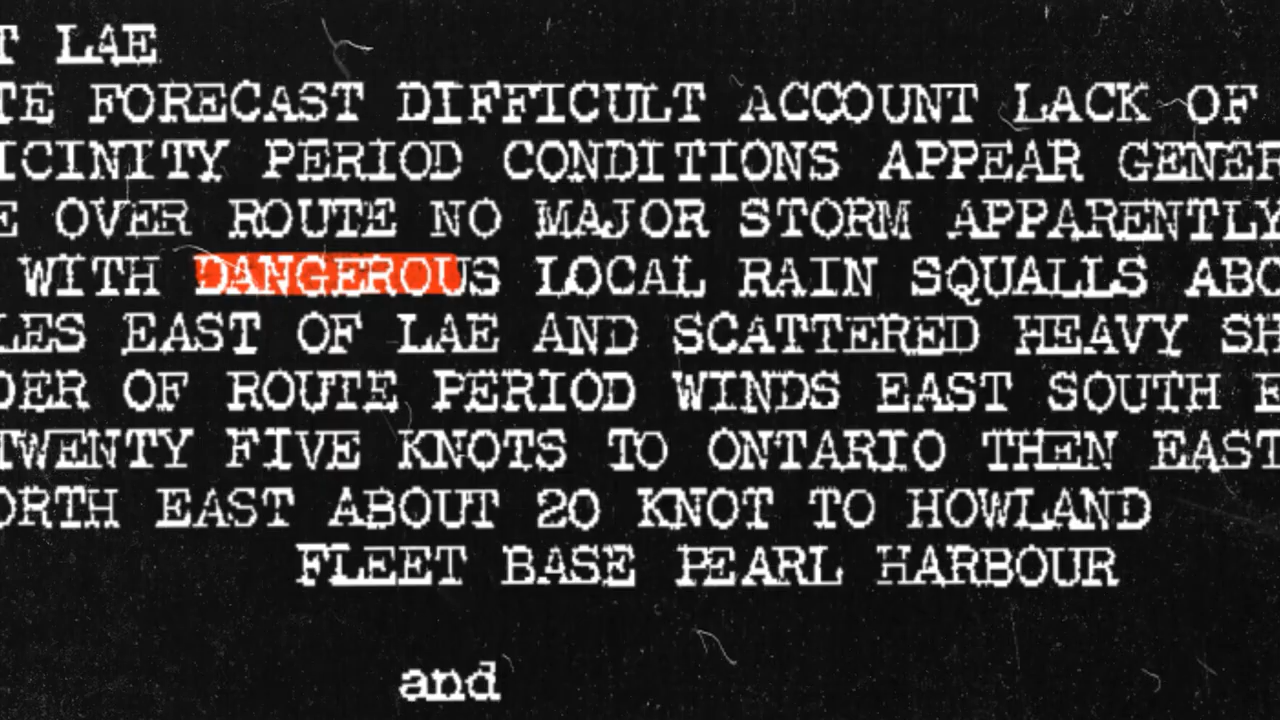 T LAE
TE FORECAST DIFFICULT ACCOUNT LACK OF
ICINITY PERIOD CONDITIONS APPEAR GENER
E OVER ROUTE NO MAJOR STORM APPARENTLY
WITH DANGEROUS LOCAL RAIN SQUALLS ABO
LES EAST OF LAE AND SCATTERED HEAVY SH
DER OF ROUTE PERIOD WINDS EAST SOUTH E
TWENTY FIVE KNOTS TO ONTARIO THEN EAST
ORTH EAST ABOUT 20 KNOT TO HOWLAND
FLEET BASE PEARL HARBOUR
and